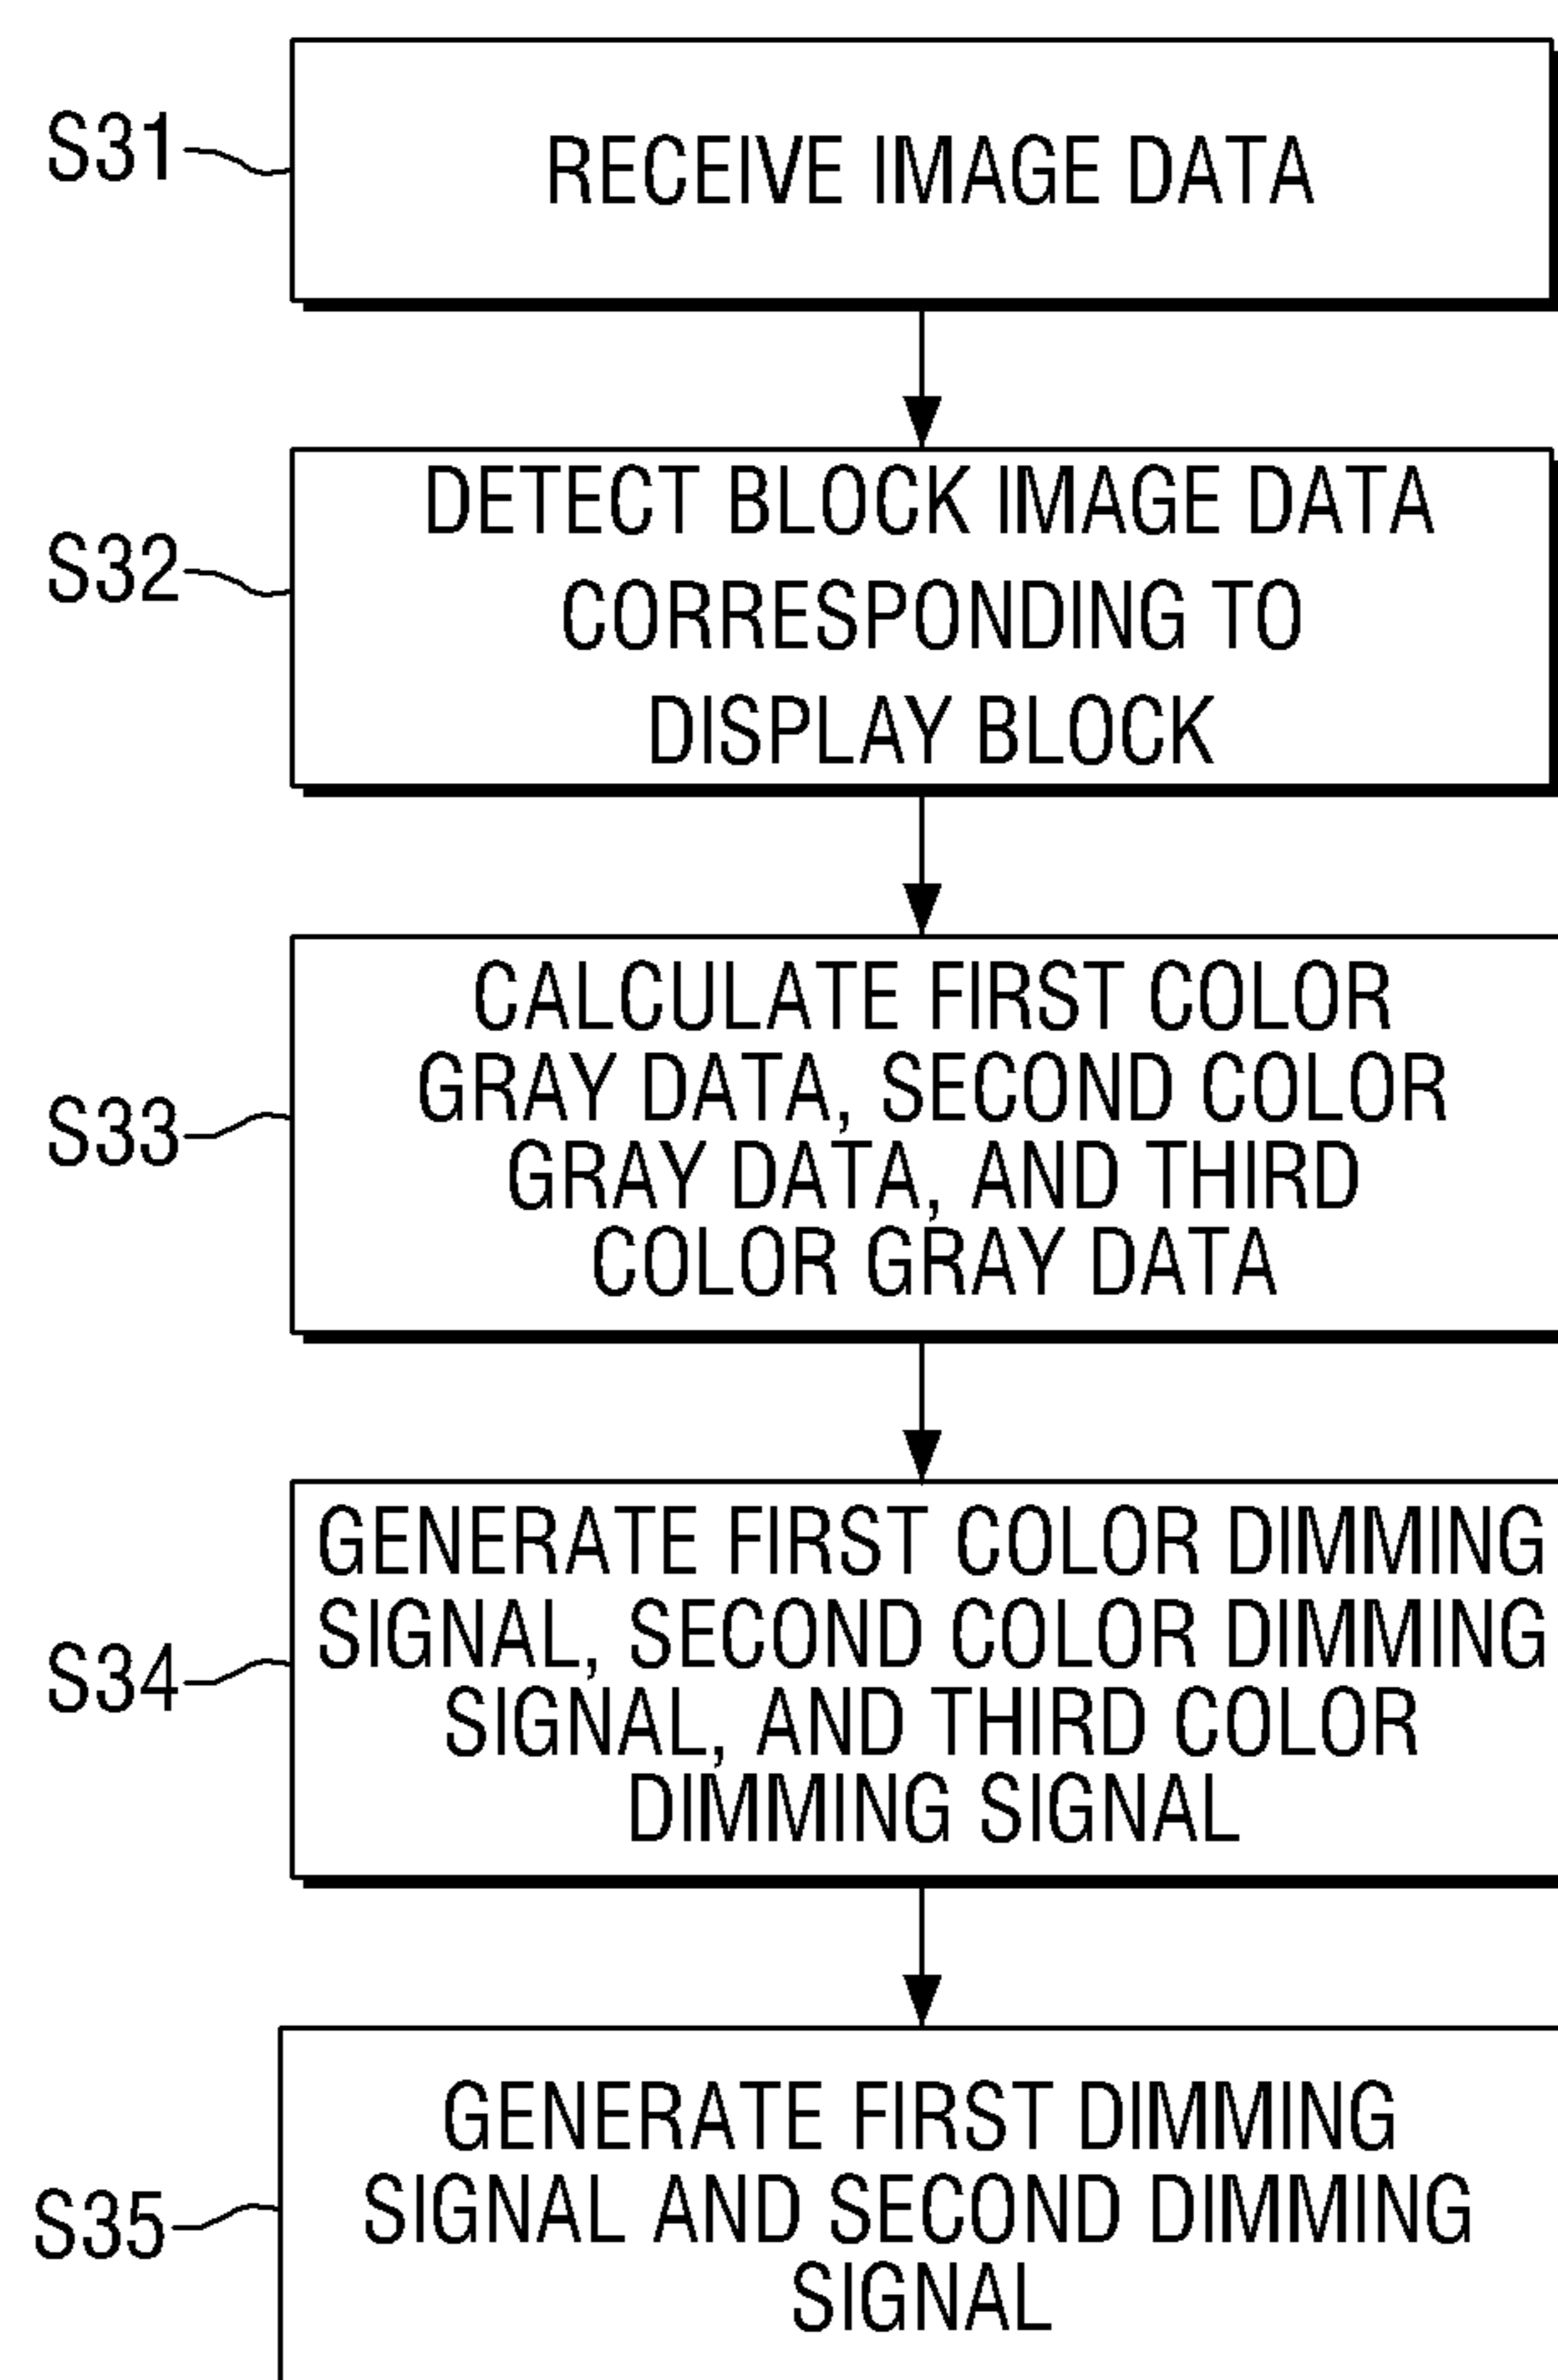 S31
RECEIVE IMAGE DATA
S32
DETECT BLOCK IMAGE DATA
CORRESPONDING TO
DISPLAY BLOCK
S33
CALCULATE FIRST COLOR
GRAY DATA, SECOND COLOR
GRAY DATA, AND THIRD
COLOR GRAY DATA
S34
GENERATE FIRST COLOR DIMMING
SIGNAL, SECOND COLOR DIMMING
SIGNAL, AND THIRD COLOR
DIMMING SIGNAL
S35
GENERATE FIRST DIMMING
SIGNAL AND SECOND DIMMING
SIGNAL